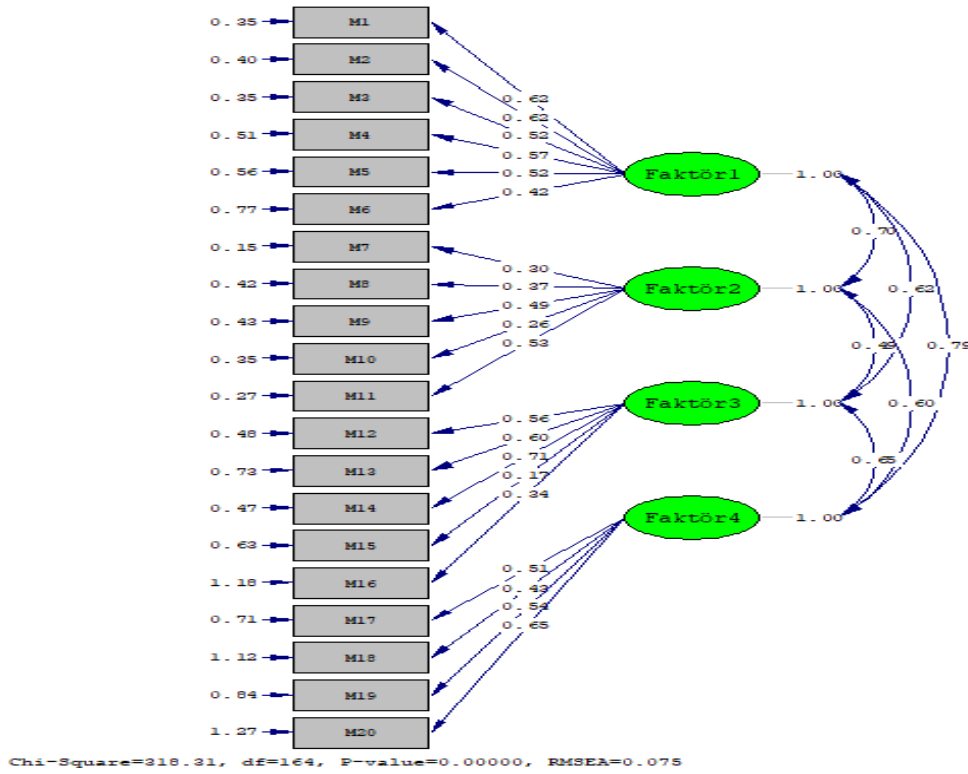 0.35 M1
0.40 M2
0.35 M3
0.51 M4
0.56 M5
0.77 M6
0.15 M7
0.42 M8
0.43 M9
0.35 M10
0.27 M11
0.48 M12
0.73 M13
0.47 M14
0.63 M15
1.18 M16
0.71 M17
1.12 M18
0.84 M19
1.27 M20
0.62
0.62
0.52
0.57
0.52
0.42
0.30
0.37
0.49
0.26
0.53
0.56
0.60
0.71
0.17
0.34
0.51
0.43
0.54
0.65
Faktör1 1.00
Faktör2 1.00
Faktör3 1.00
Faktör4 1.00
0.70
0.62
0.49
0.79
0.60
0.65
Chi-Square=318.31, df=164, P-value=0.00000, RMSEA=0.075